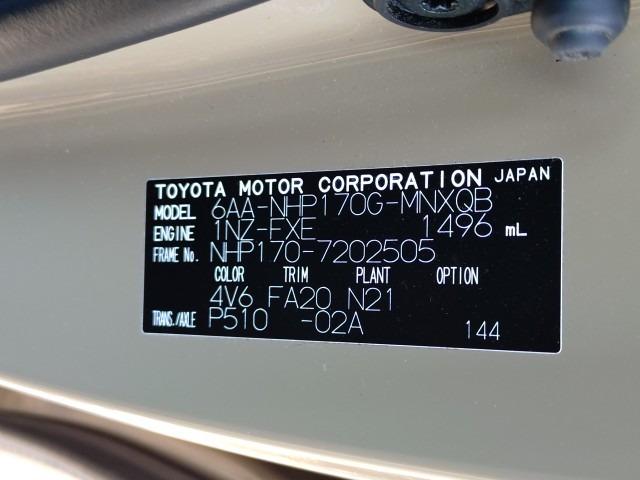 TOYOTA MOTOR CORPORATION JAPAN
MODEL 6AA-NHP170G-MNXQB
ENGINE 1NZ-FXE 1496 mL
FRAME No. NHP170-7202505
COLOR TRIM PLANT OPTION
4V6 FA20 N21
TRANS./AXLE P510 -02A 144